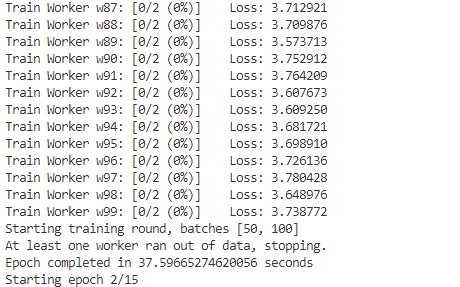 Train Worker w87: [0/2 (0%)]    Loss: 3.712921
Train Worker w88: [0/2 (0%)]    Loss: 3.709876
Train Worker w89: [0/2 (0%)]    Loss: 3.573713
Train Worker w90: [0/2 (0%)]    Loss: 3.752912
Train Worker w91: [0/2 (0%)]    Loss: 3.764209
Train Worker w92: [0/2 (0%)]    Loss: 3.607673
Train Worker w93: [0/2 (0%)]    Loss: 3.609250
Train Worker w94: [0/2 (0%)]    Loss: 3.681721
Train Worker w95: [0/2 (0%)]    Loss: 3.698910
Train Worker w96: [0/2 (0%)]    Loss: 3.726136
Train Worker w97: [0/2 (0%)]    Loss: 3.780428
Train Worker w98: [0/2 (0%)]    Loss: 3.648976
Train Worker w99: [0/2 (0%)]    Loss: 3.738772
Starting training round, batches [50, 100]
At least one worker ran out of data, stopping.
Epoch completed in 37.59665274620056 seconds
Starting epoch 2/15